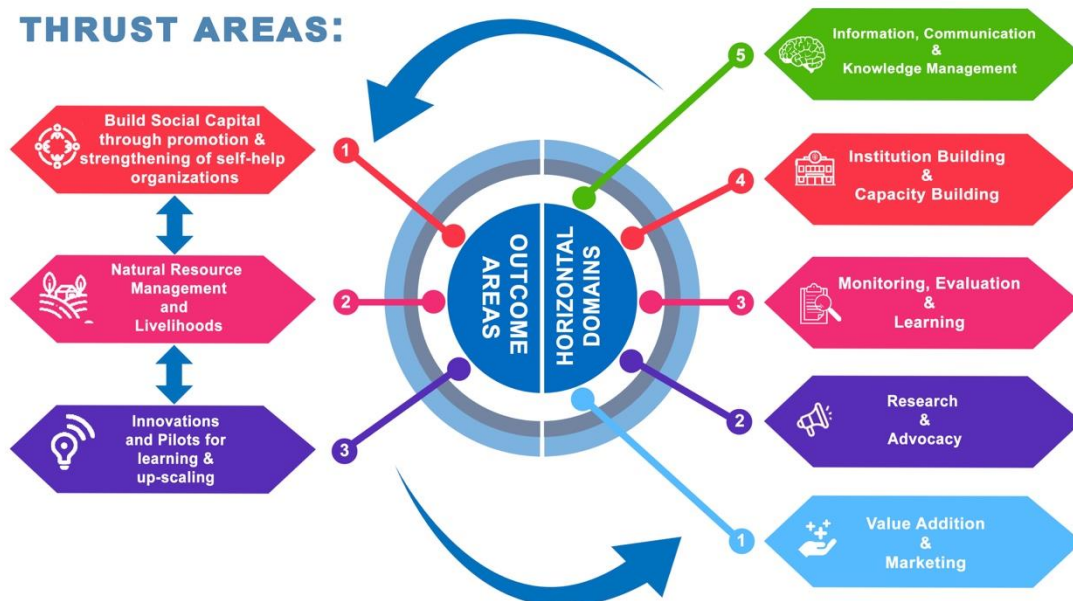 THRUST AREAS:
Build Social Capital
through promotion &
strengthening of self-help
organizations
1
Natural Resource
Management
and
Livelihoods
2
Innovations
and Pilots for
learning &
up-scaling
3
OUTCOME
AREAS
HORIZONTAL
DOMAINS
5
Information, Communication
&
Knowledge Management
4
Institution Building
&
Capacity Building
3
Monitoring, Evaluation
&
Learning
2
Research
&
Advocacy
1
Value Addition
&
Marketing